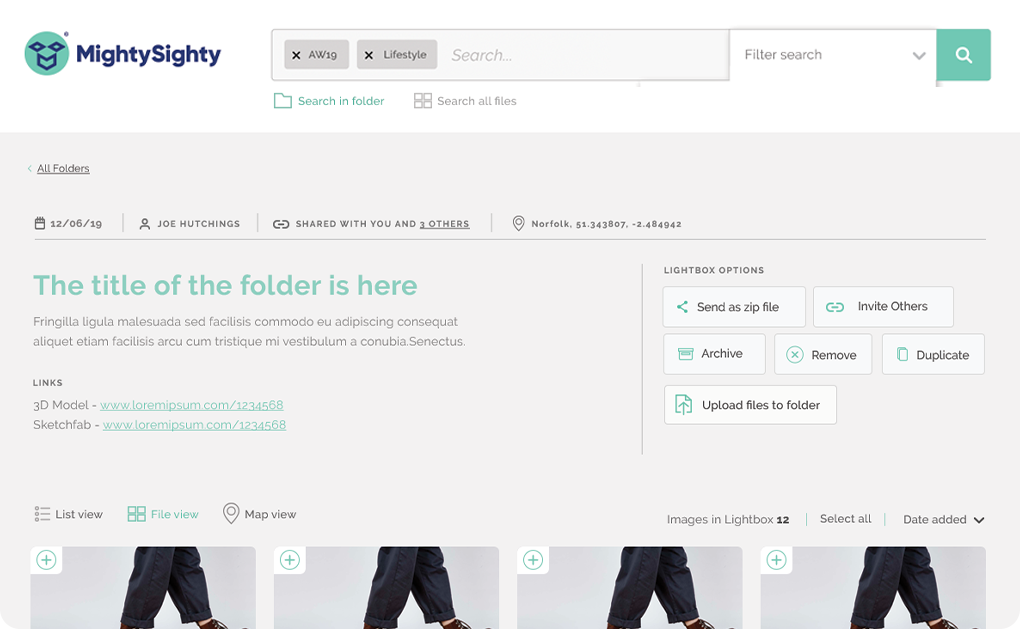 MightySighty
AW19
Lifestyle
Search...
Filter search
Search in folder
Search all files
All Folders
12/06/19
JOE HUTCHINGS
SHARED WITH YOU AND 3 OTHERS
Norfolk, 51.343807, -2.484942
The title of the folder is here
Fringilla ligula malesuada sed facilisis commodo eu adipiscing consequat
aliquet etiam facilisis arcu cum tristique mi vestibulum a conubia.Senectus.
LINKS
3D Model - www.loremipsum.com/1234568
Sketchfab - www.loremipsum.com/1234568
LIGHTBOX OPTIONS
Send as zip file
Invite Others
Archive
Remove
Duplicate
Upload files to folder
List view
File view
Map view
Images in Lightbox 12
Select all
Date added